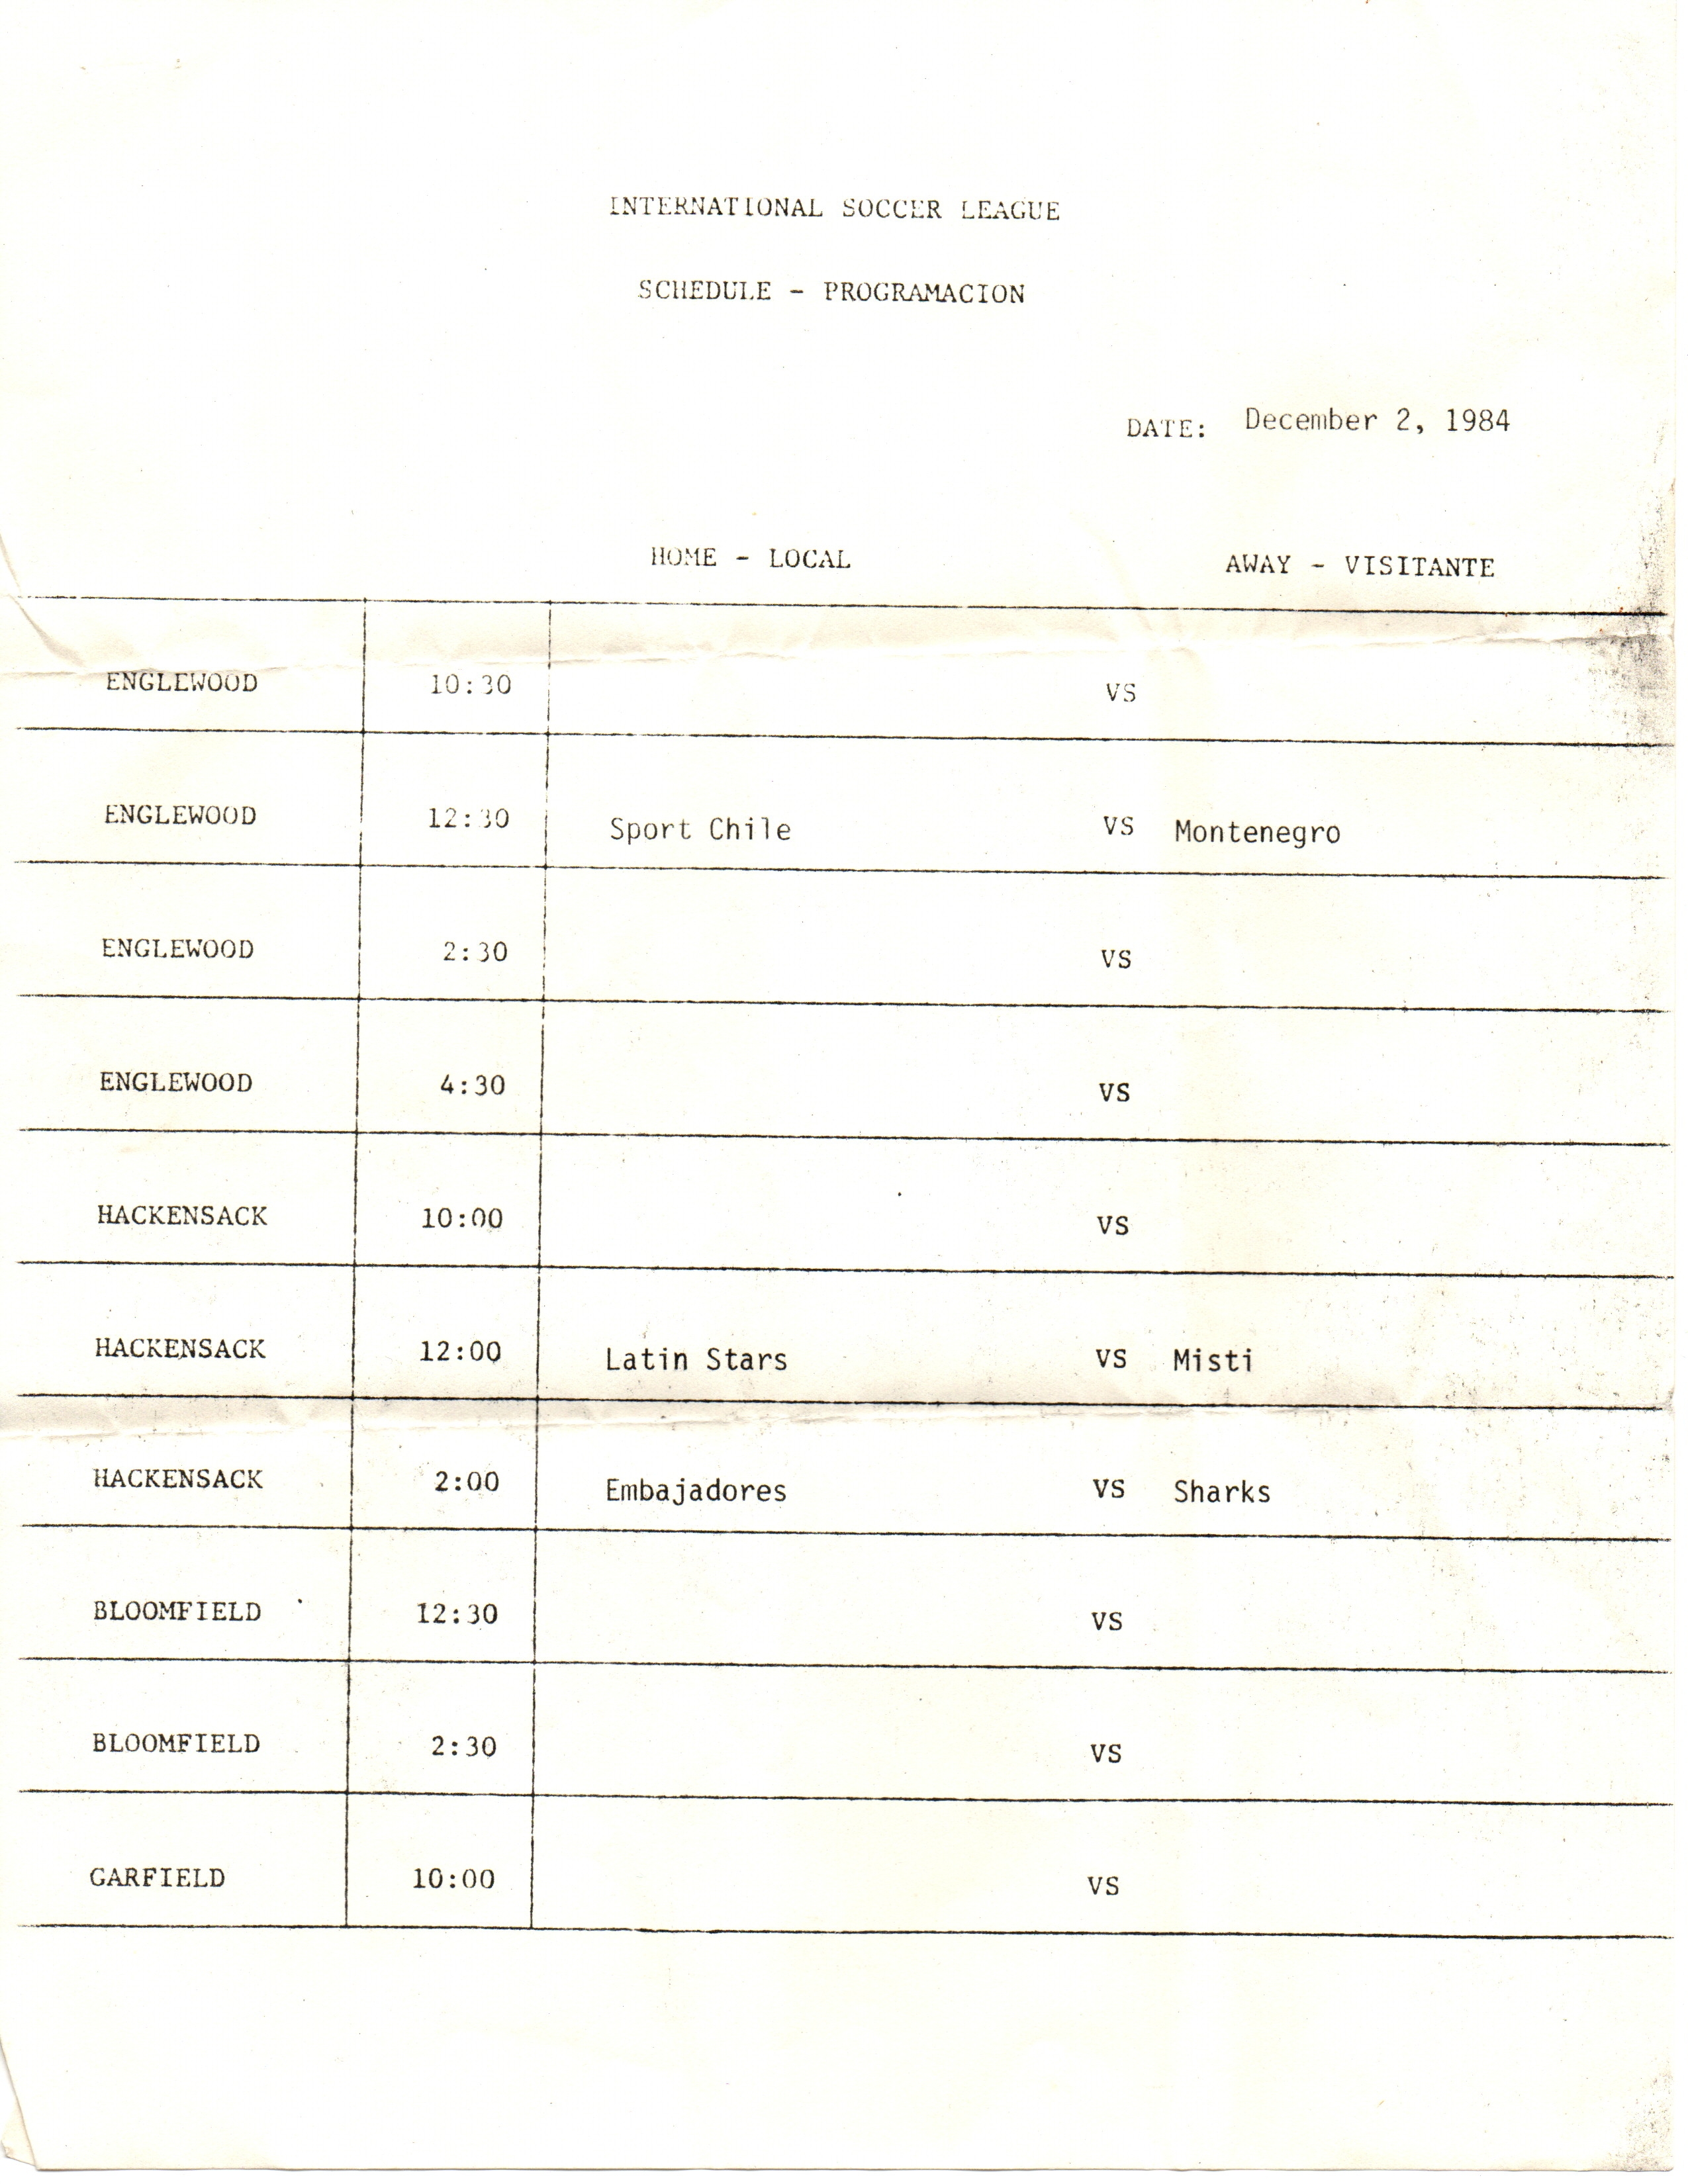 INTERNATIONAL SOCCER LEAGUE
SCHEDULE - PROGRAMACION
DATE: December 2, 1984
HOME - LOCAL AWAY - VISITANTE
ENGLEWOOD 10:30 VS
ENGLEWOOD 12:30 Sport Chile VS Montenegro
ENGLEWOOD 2:30 VS
ENGLEWOOD 4:30 VS
HACKENSACK 10:00 VS
HACKENSACK 12:00 Latin Stars VS Misti
HACKENSACK 2:00 Embajadores VS Sharks
BLOOMFIELD 12:30 VS
BLOOMFIELD 2:30 VS
GARFIELD 10:00 VS